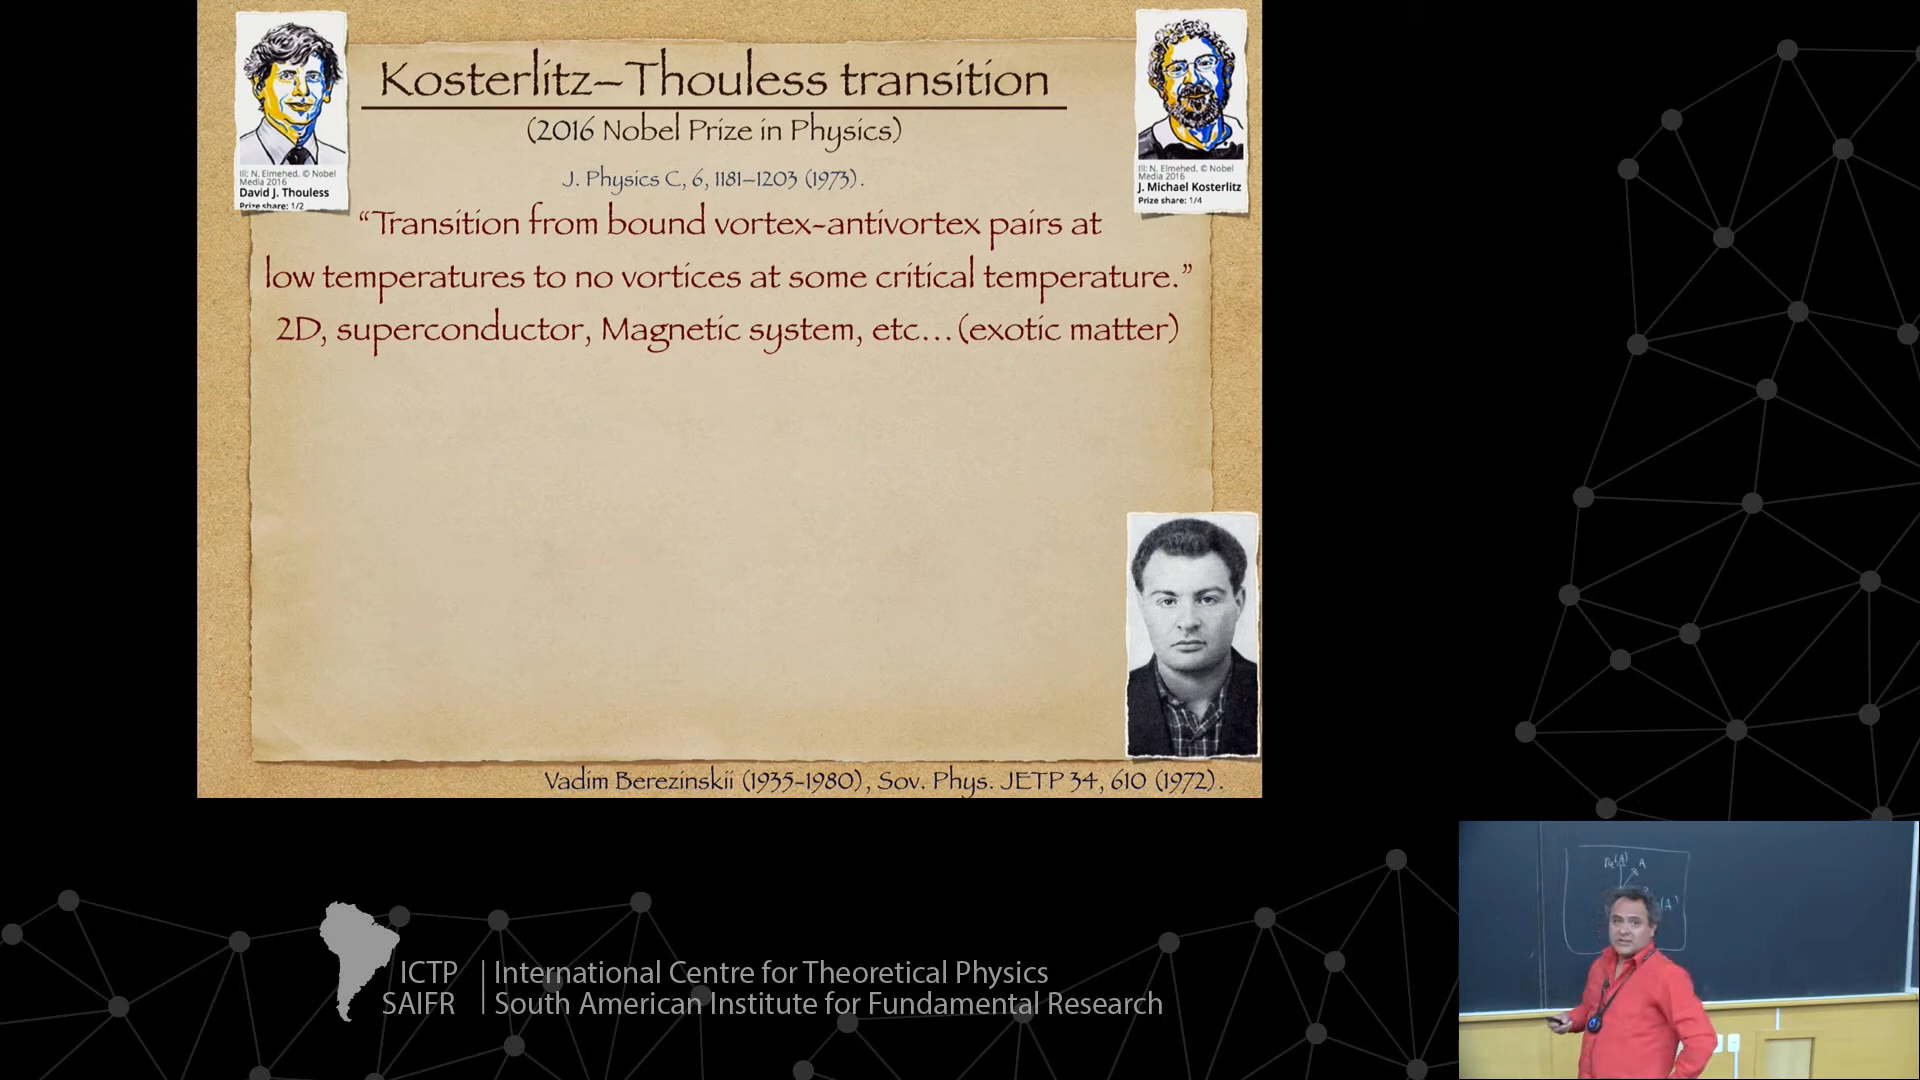 Kosterlitz–Thouless transition
(2016 Nobel Prize in Physics)
J. Physics C, 6, 1181–1203 (1973).
Ill: N. Elmehed. © Nobel
Media 2016
David J. Thouless
Prize share: 1/2
Ill: N. Elmehed. © Nobel
Media 2016
J. Michael Kosterlitz
Prize share: 1/4
“Transition from bound vortex-antivortex pairs at
low temperatures to no vortices at some critical temperature.”
2D, superconductor, Magnetic system, etc...(exotic matter)
Vadim Berezinskii (1935-1980), Sov. Phys. JETP 34, 610 (1972).
ICTP
SAIFR
International Centre for Theoretical Physics
South American Institute for Fundamental Research
Re(A)
A
(A)